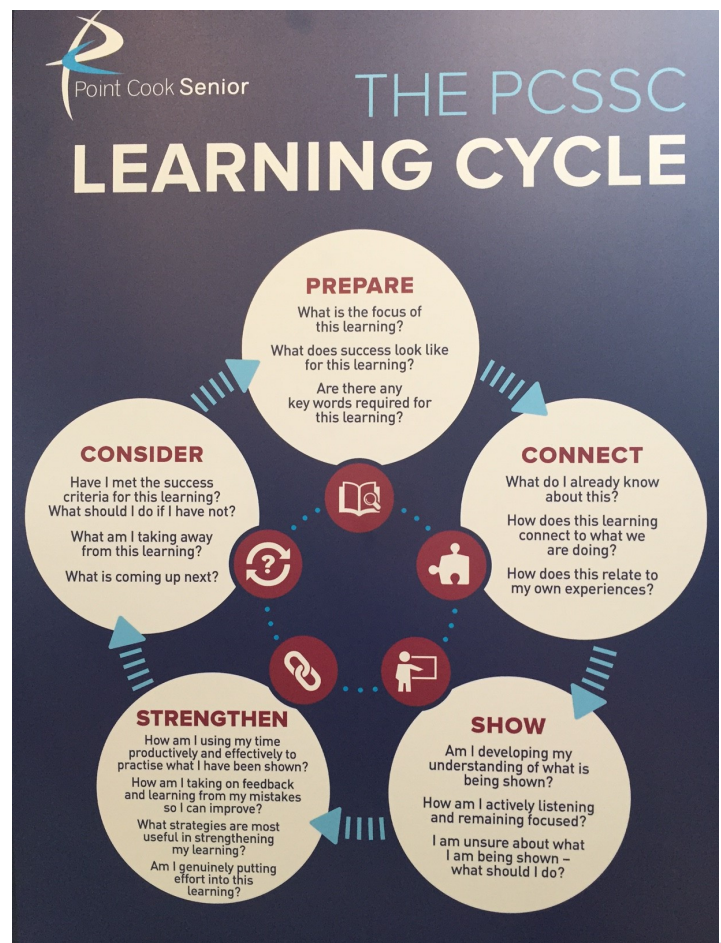 Point Cook Senior
THE PCSSC
LEARNING CYCLE
PREPARE
What is the focus of
this learning?
What does success look like
for this learning?
Are there any
key words required for
this learning?
CONNECT
What do I already know
about this?
How does this learning
connect to what we
are doing?
How does this relate to
my own experiences?
SHOW
Am I developing my
understanding of what is
being shown?
How am I actively listening
and remaining focused?
I am unsure about what
I am being shown –
what should I do?
STRENGTHEN
How am I using my time
productively and effectively to
practise what I have been shown?
How am I taking on feedback
and learning from my mistakes
so I can improve?
What strategies are most
useful in strengthening
my learning?
Am I genuinely putting
effort into this
learning?
CONSIDER
Have I met the success
criteria for this learning?
What should I do if I have not?
What am I taking away
from this learning?
What is coming up next?
?